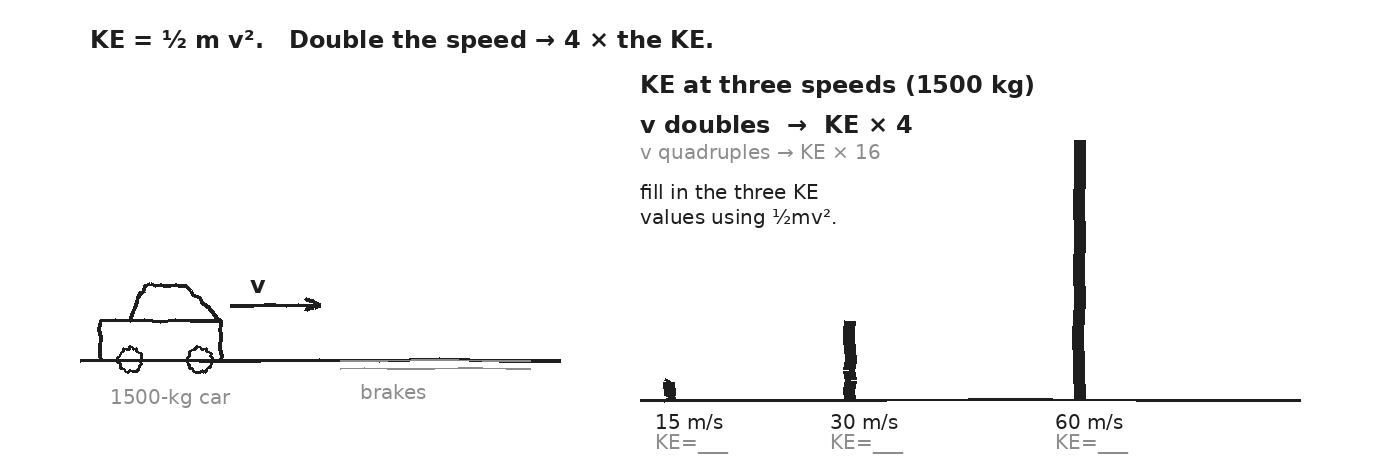 KE = ½ m v².   Double the speed → 4 × the KE.
KE at three speeds (1500 kg)
v doubles → KE × 4
v quadruples → KE × 16
fill in the three KE
values using ½mv².
v
1500-kg car
brakes
15 m/s
KE=___
30 m/s
KE=___
60 m/s
KE=___